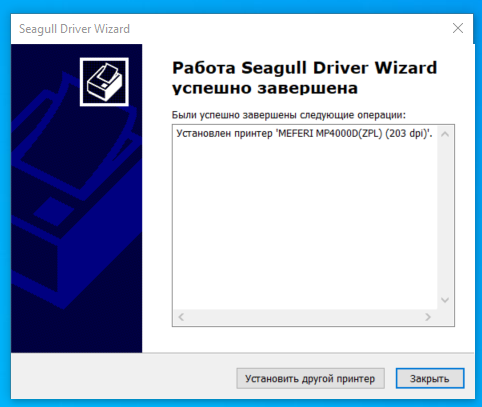 Seagull Driver Wizard
Работа Seagull Driver Wizard
успешно завершена
Были успешно завершены следующие операции:
Установлен принтер 'MEFERI MP4000D(ZPL) (203 dpi)'.
Установить другой принтер
Закрыть